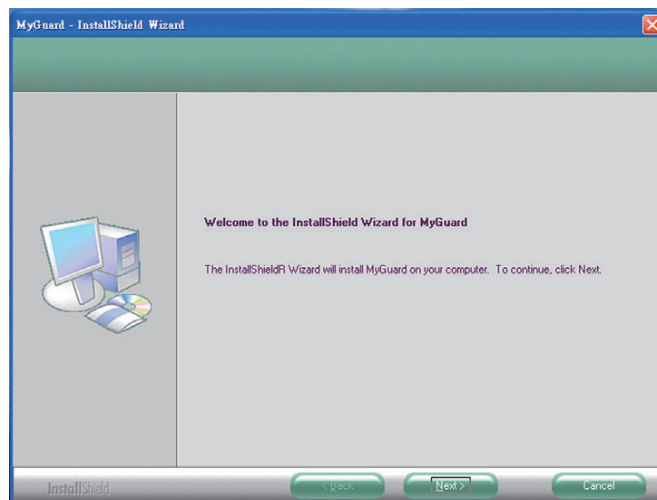 MyGuard - InstallShield Wizard
Welcome to the InstallShield Wizard for MyGuard
The InstallShieldR Wizard will install MyGuard on your computer. To continue, click Next.
InstallShield
< Back
Next >
Cancel